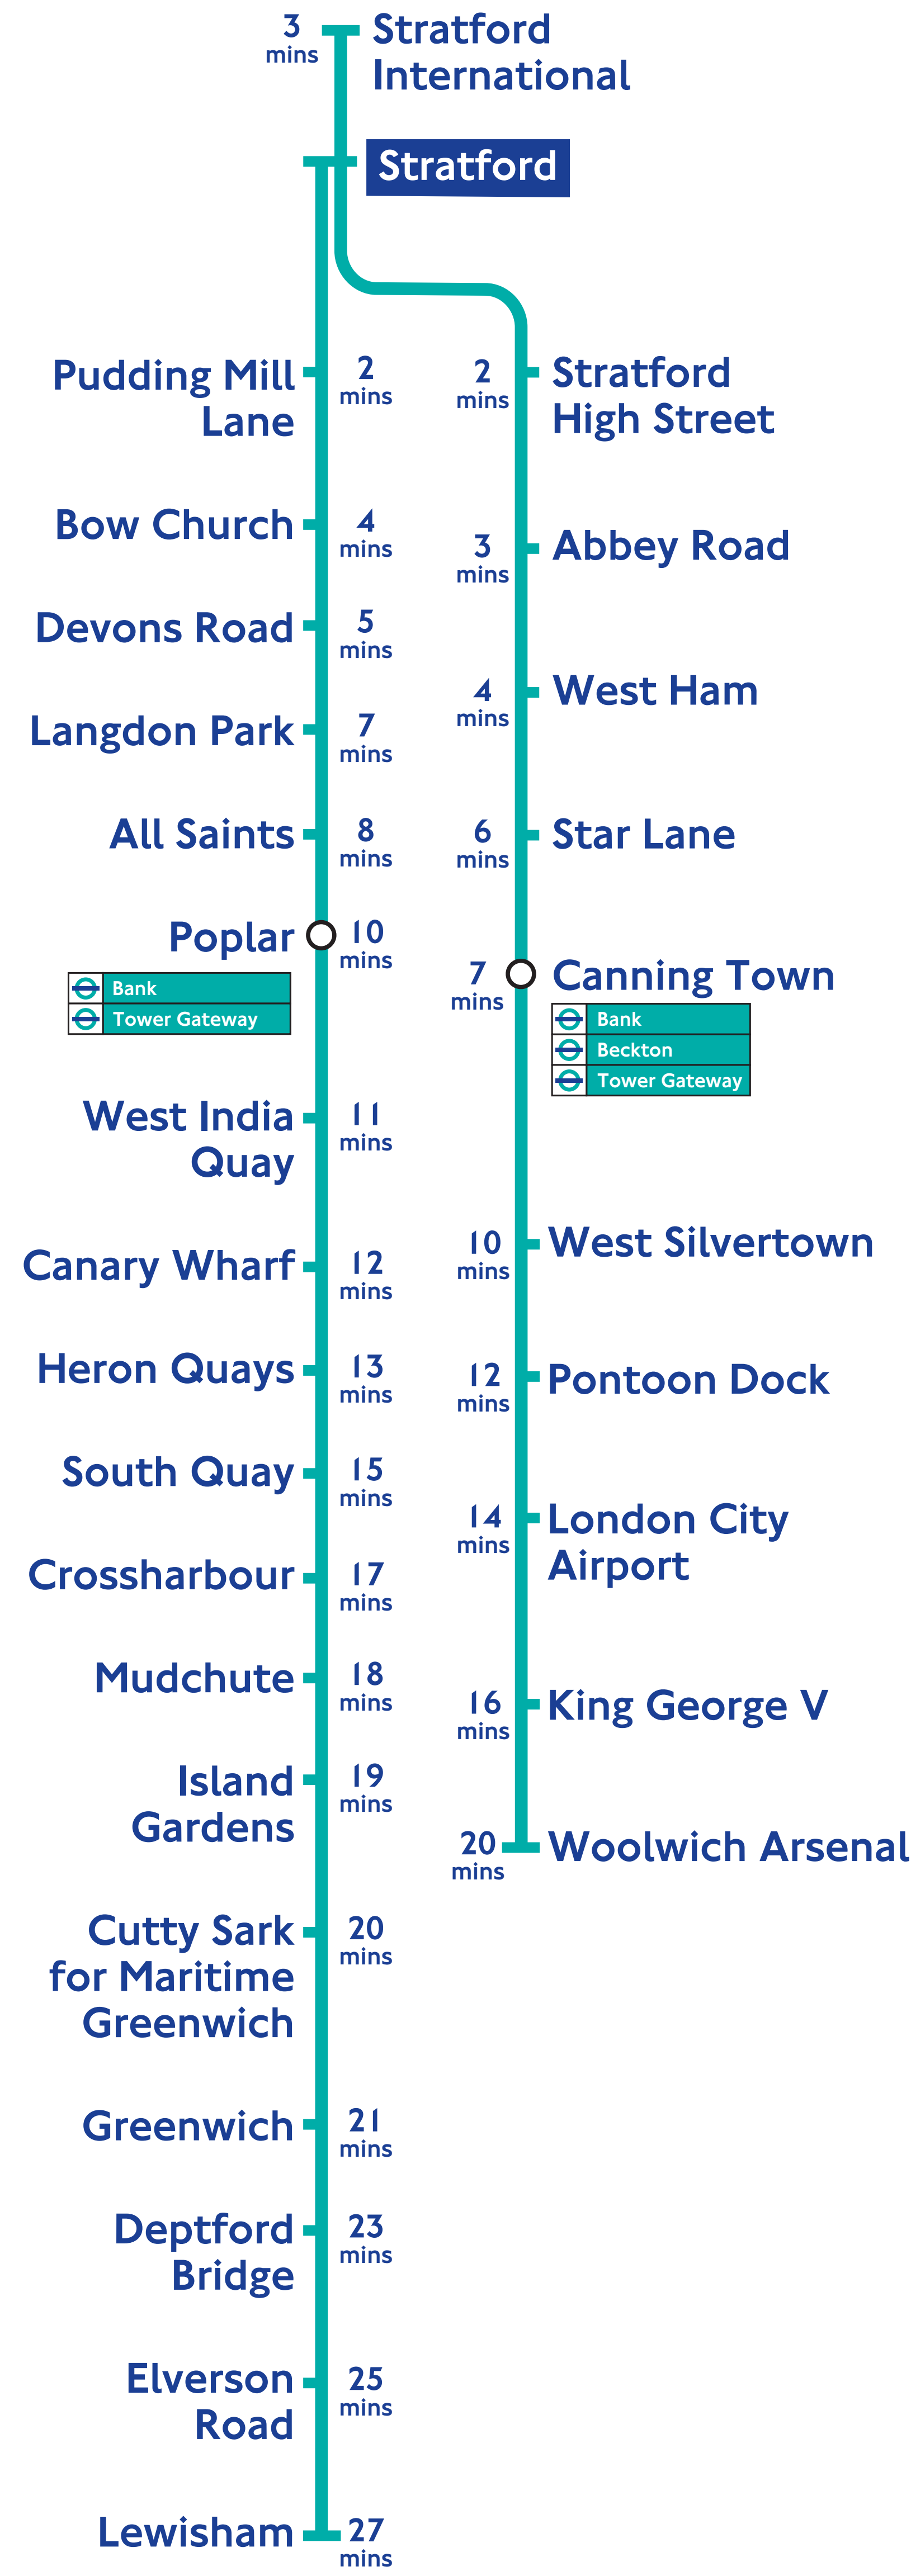 3
mins
Stratford
International
Stratford
Pudding Mill
Lane
2
mins
Bow Church
4
mins
Devons Road
5
mins
Langdon Park
7
mins
All Saints
8
mins
Poplar
10
mins
Bank
Tower Gateway
West India
Quay
11
mins
Canary Wharf
12
mins
Heron Quays
13
mins
South Quay
15
mins
Crossharbour
17
mins
Mudchute
18
mins
Island
Gardens
19
mins
Cutty Sark
for Maritime
Greenwich
20
mins
Greenwich
21
mins
Deptford
Bridge
23
mins
Elverson
Road
25
mins
Lewisham
27
mins
2
mins
Stratford
High Street
3
mins
Abbey Road
4
mins
West Ham
6
mins
Star Lane
7
mins
Canning Town
Bank
Beckton
Tower Gateway
10
mins
West Silvertown
12
mins
Pontoon Dock
14
mins
London City
Airport
16
mins
King George V
20
mins
Woolwich Arsenal